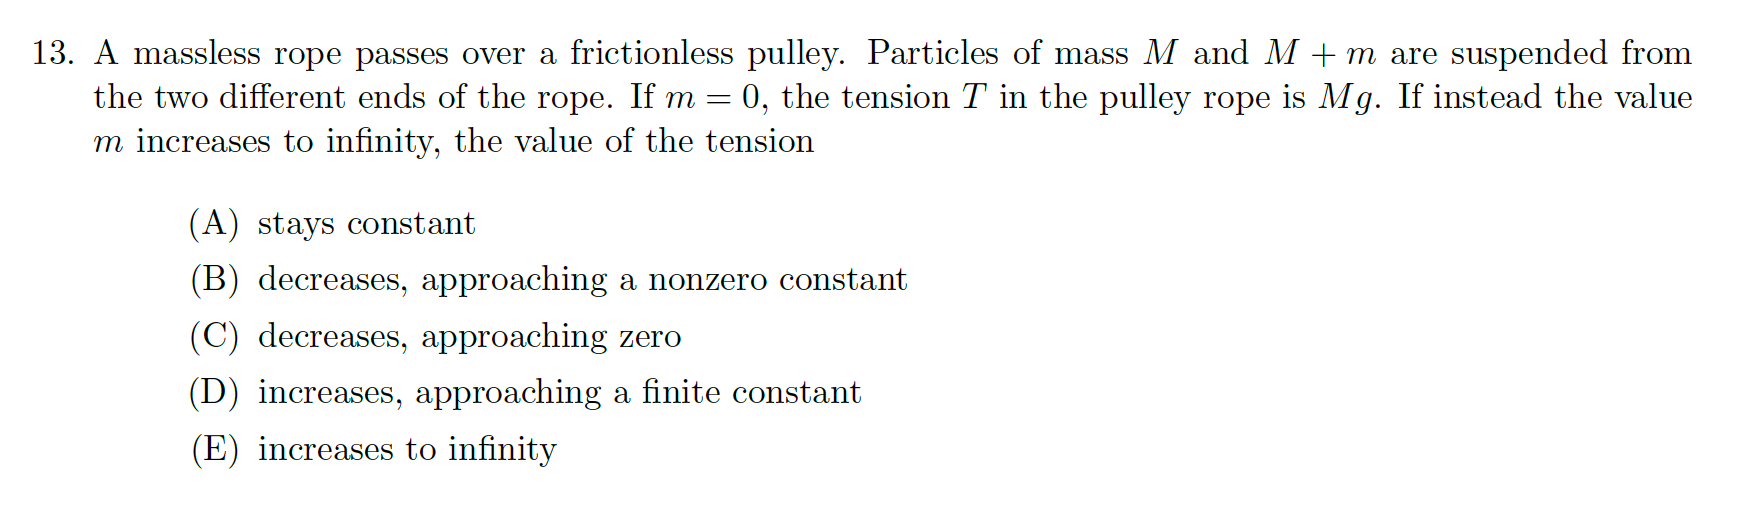 13. A massless rope passes over a frictionless pulley. Particles of mass M and M + m are suspended from
the two different ends of the rope. If m = 0, the tension T in the pulley rope is Mg. If instead the value
m increases to infinity, the value of the tension
(A) stays constant
(B) decreases, approaching a nonzero constant
(C) decreases, approaching zero
(D) increases, approaching a finite constant
(E) increases to infinity